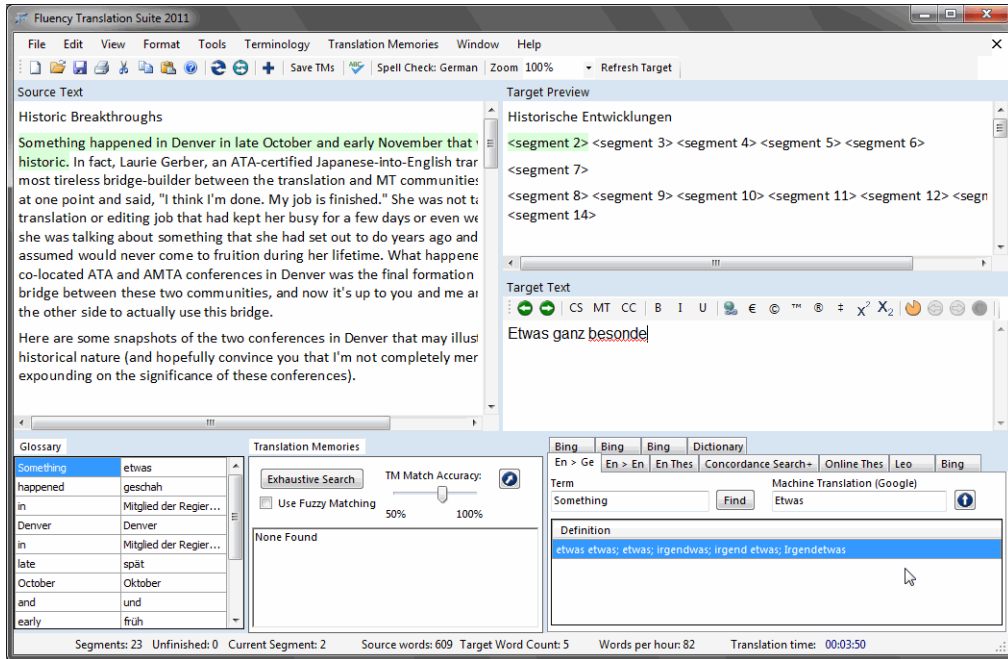 Fluency Translation Suite 2011
File Edit View Format Tools Terminology Translation Memories Window Help
Save TMs ABC Spell Check: German Zoom 100% Refresh Target
Source Text
Historic Breakthroughs
Something happened in Denver in late October and early November that
historic. In fact, Laurie Gerber, an ATA-certified Japanese-into-English tran
most tireless bridge-builder between the translation and MT communities
at one point and said, "I think I'm done. My job is finished." She was not ta
translation or editing job that had kept her busy for a few days or even we
she was talking about something that she had set out to do years ago and
assumed would never come to fruition during her lifetime. What happene
co-located ATA and AMTA conferences in Denver was the final formation
bridge between these two communities, and now it's up to you and me an
the other side to actually use this bridge.
Here are some snapshots of the two conferences in Denver that may illust
historical nature (and hopefully convince you that I'm not completely mer
expounding on the significance of these conferences).
Target Preview
Historische Entwicklungen
<segment 2> <segment 3> <segment 4> <segment 5> <segment 6>
<segment 7>
<segment 8> <segment 9> <segment 10> <segment 11> <segment 12> <segn
<segment 14>
Target Text
CS MT CC B I U € © ™ ® ‡ x² X₂
Etwas ganz besonde
Glossary
Something etwas
happened geschah
in Mitglied der Regier...
Denver Denver
in Mitglied der Regier...
late spät
October Oktober
and und
early früh
Translation Memories
Exhaustive Search TM Match Accuracy:
Use Fuzzy Matching
50% 100%
None Found
Bing Bing Bing Dictionary
En > Ge En > En En Thes Concordance Search+ Online Thes Leo Bing
Term Machine Translation (Google)
Something Find Etwas
Definition
etwas etwas; etwas; irgendwas; irgend etwas; Irgendetwas
Segments: 23 Unfinished: 0 Current Segment: 2 Source words: 609 Target Word Count: 5 Words per hour: 82 Translation time: 00:03:50